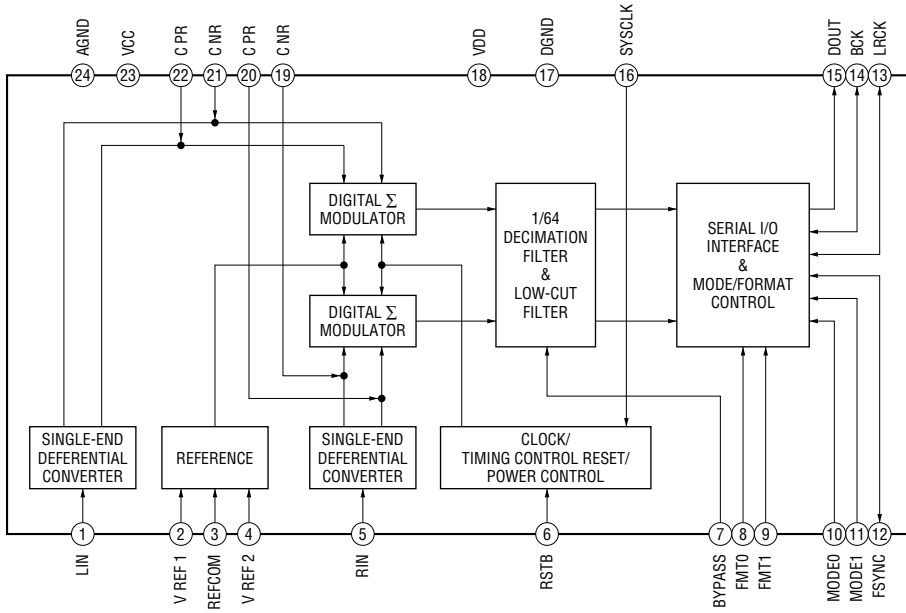 AGND
VCC
C PR
C NR
C PR
C NR
VDD
DGND
SYSCLK
DOUT
BCK
LRCK
24
23
22
21
20
19
18
17
16
15
14
13
DIGITAL Σ
MODULATOR
1/64
DECIMATION
FILTER
&
LOW-CUT
FILTER
SERIAL I/O
INTERFACE
&
MODE/FORMAT
CONTROL
DIGITAL Σ
MODULATOR
SINGLE-END
DEFERENTIAL
CONVERTER
REFERENCE
SINGLE-END
DEFERENTIAL
CONVERTER
CLOCK/
TIMING CONTROL RESET/
POWER CONTROL
1
2
3
4
5
6
7
8
9
10
11
12
LIN
V REF 1
REFCOM
V REF 2
RIN
RSTB
BYPASS
FMT0
FMT1
MODE0
MODE1
FSYNC